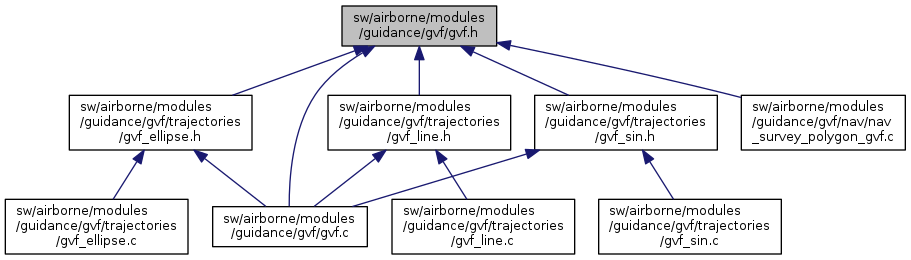 sw/airborne/modules
/guidance/gvf/gvf.h
sw/airborne/modules
/guidance/gvf/trajectories
/gvf_ellipse.h
sw/airborne/modules
/guidance/gvf/trajectories
/gvf_line.h
sw/airborne/modules
/guidance/gvf/trajectories
/gvf_sin.h
sw/airborne/modules
/guidance/gvf/nav/nav
_survey_polygon_gvf.c
sw/airborne/modules
/guidance/gvf/trajectories
/gvf_ellipse.c
sw/airborne/modules
/guidance/gvf/gvf.c
sw/airborne/modules
/guidance/gvf/trajectories
/gvf_line.c
sw/airborne/modules
/guidance/gvf/trajectories
/gvf_sin.c